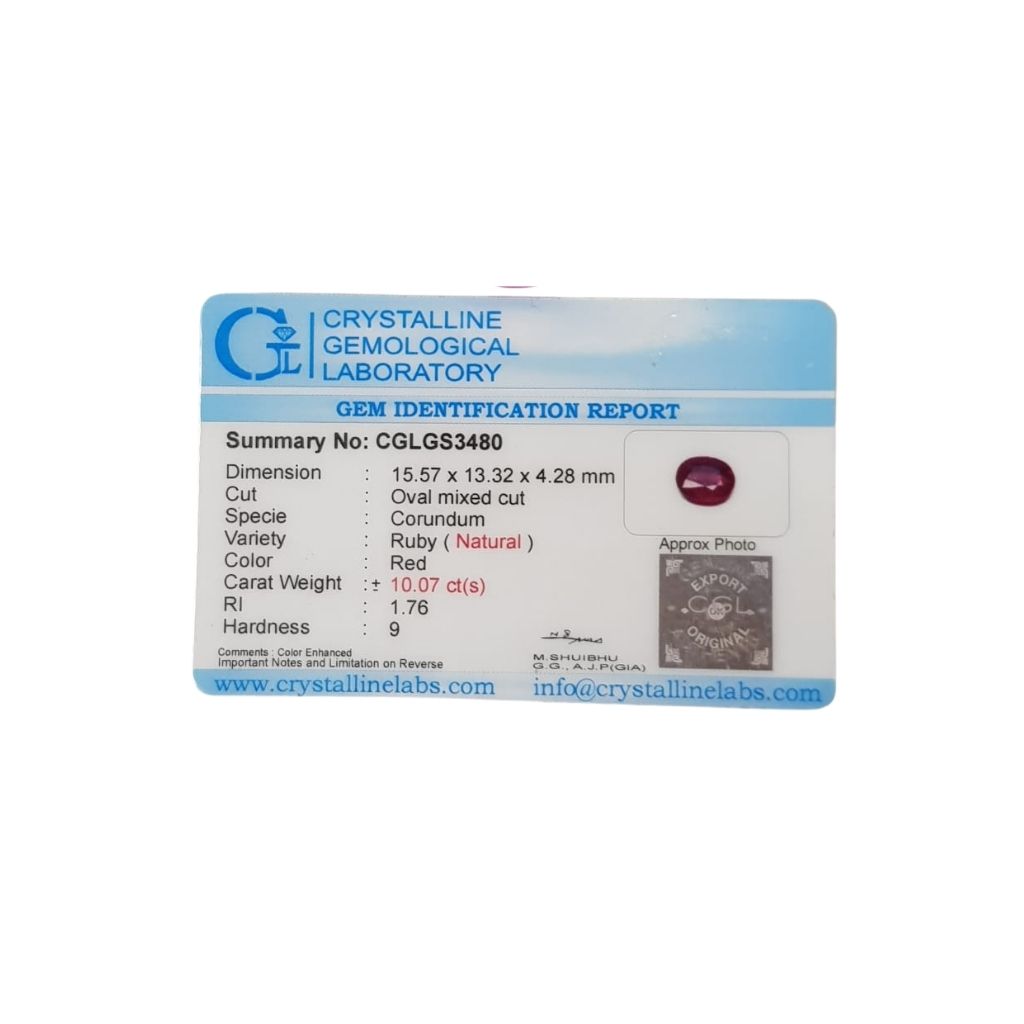 GL
CRYSTALLINE
GEMOLOGICAL
LABORATORY
GEM IDENTIFICATION REPORT
Summary No: CGLGS3480
Dimension : 15.57 x 13.32 x 4.28 mm
Cut : Oval mixed cut
Specie : Corundum
Variety : Ruby ( Natural )
Color : Red
Carat Weight :± 10.07 ct(s)
RI : 1.76
Hardness : 9
Approx Photo
EXPORT
CGL
ORIGINAL
Comments : Color Enhanced
Important Notes and Limitation on Reverse
M.SHUIBHU
G.G., A.J.P(GIA)
www.crystallinelabs.com info@crystallinelabs.com